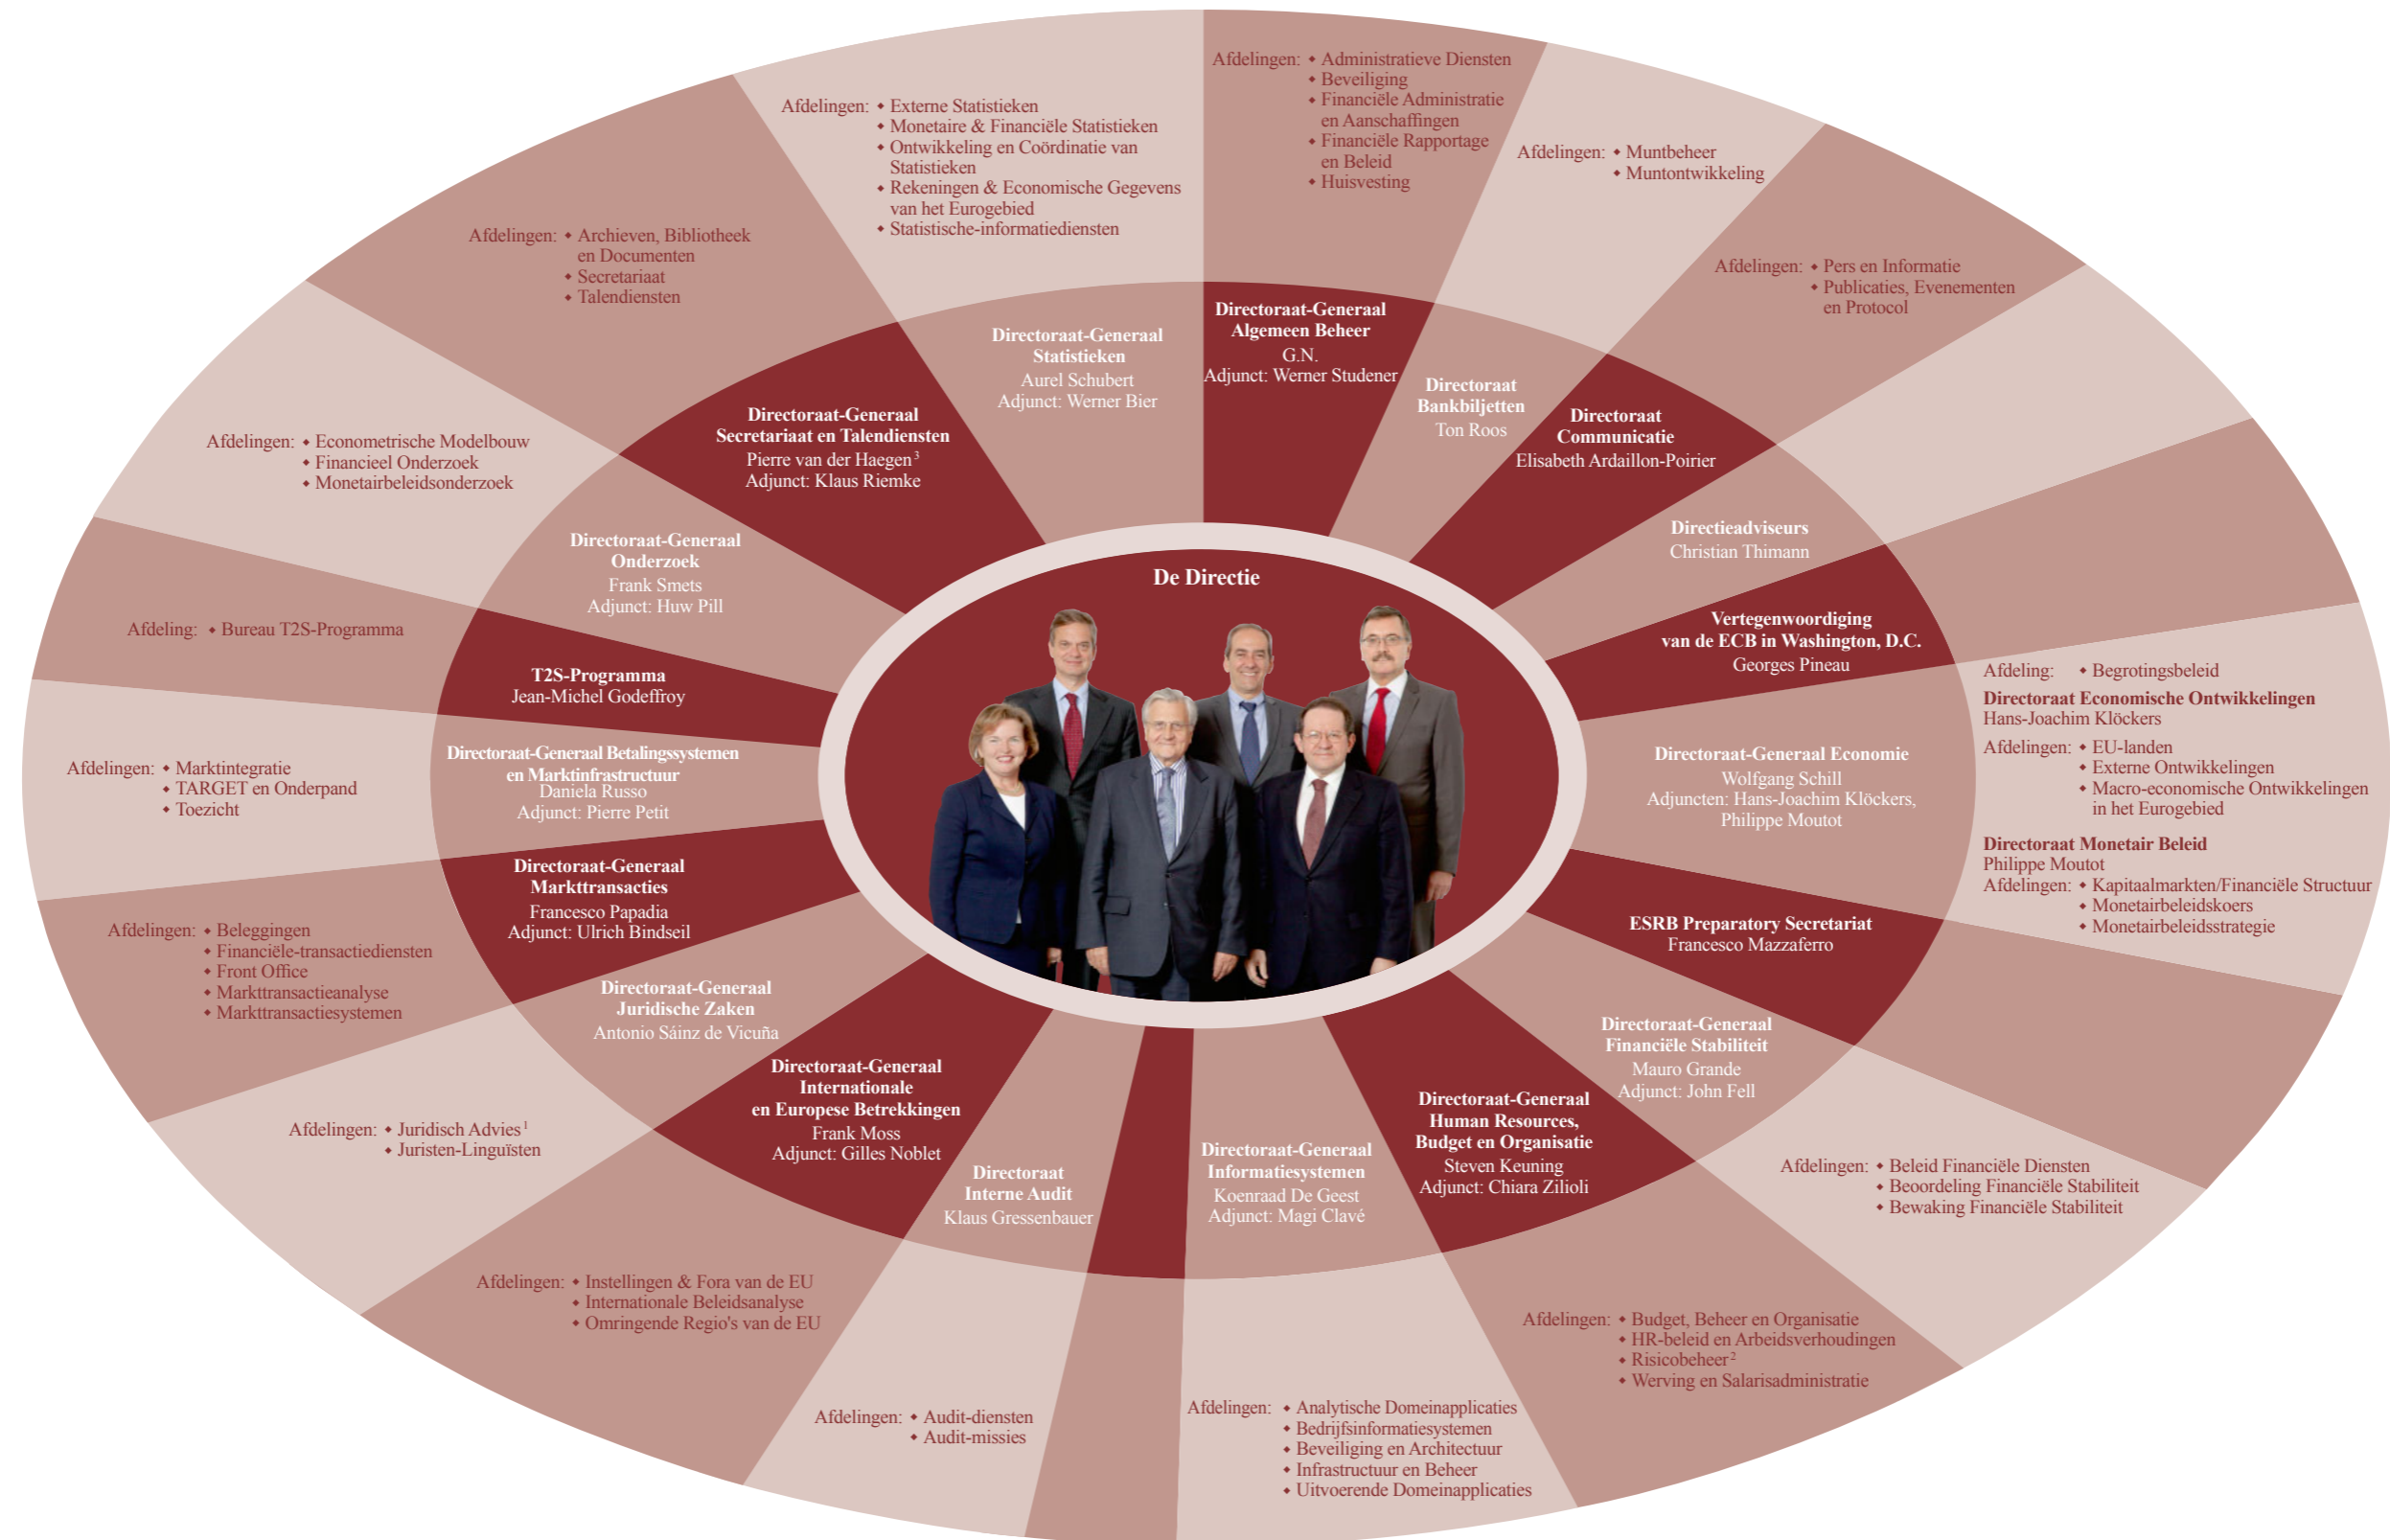 Afdelingen: ◆ Administratieve Diensten
◆ Beveiliging
◆ Financiële Administratie
en Aanschaffingen
◆ Financiële Rapportage
en Beleid
◆ Huisvesting
Directoraat-Generaal
Algemeen Beheer
G.N.
Adjunct: Werner Studener
Afdelingen: ◆ Muntbeheer
◆ Muntontwikkeling
Directoraat
Bankbiljetten
Ton Roos
Afdelingen: ◆ Pers en Informatie
◆ Publicaties, Evenementen
en Protocol
Directoraat
Communicatie
Elisabeth Ardaillon-Poirier
Directieadviseurs
Christian Thimann
Vertegenwoordiging
van de ECB in Washington, D.C.
Georges Pineau
Directoraat-Generaal Economie
Wolfgang Schill
Adjuncten: Hans-Joachim Klöckers,
Philippe Moutot
Afdeling: ◆ Begrotingsbeleid
Directoraat Economische Ontwikkelingen
Hans-Joachim Klöckers
Afdelingen: ◆ EU-landen
◆ Externe Ontwikkelingen
◆ Macro-economische Ontwikkelingen
in het Eurogebied
Directoraat Monetair Beleid
Philippe Moutot
Afdelingen: ◆ Kapitaalmarkten/Financiële Structuur
◆ Monetairbeleidskoers
◆ Monetairbeleidsstrategie
ESRB Preparatory Secretariat
Francesco Mazzaferro
Directoraat-Generaal
Financiële Stabiliteit
Mauro Grande
Adjunct: John Fell
Afdelingen: ◆ Beleid Financiële Diensten
◆ Beoordeling Financiële Stabiliteit
◆ Bewaking Financiële Stabiliteit
Directoraat-Generaal
Human Resources,
Budget en Organisatie
Steven Keuning
Adjunct: Chiara Zilioli
Afdelingen: ◆ Budget, Beheer en Organisatie
◆ HR-beleid en Arbeidsverhoudingen
◆ Risicobeheer²
◆ Werving en Salarisadministratie
Directoraat-Generaal
Informatiesystemen
Koenraad De Geest
Adjunct: Magi Clavé
Afdelingen: ◆ Analytische Domeinapplicaties
◆ Bedrijfsinformatiesystemen
◆ Beveiliging en Architectuur
◆ Infrastructuur en Beheer
◆ Uitvoerende Domeinapplicaties
Directoraat
Interne Audit
Klaus Gressenbauer
Afdelingen: ◆ Audit-diensten
◆ Audit-missies
Directoraat-Generaal
Internationale
en Europese Betrekkingen
Frank Moss
Adjunct: Gilles Noblet
Afdelingen: ◆ Instellingen & Fora van de EU
◆ Internationale Beleidsanalyse
◆ Omringende Regio's van de EU
Directoraat-Generaal
Juridische Zaken
Antonio Sáinz de Vicuña
Afdelingen: ◆ Juridisch Advies¹
◆ Juristen-Linguïsten
Directoraat-Generaal
Markttransacties
Francesco Papadia
Adjunct: Ulrich Bindseil
Afdelingen: ◆ Beleggingen
◆ Financiële-transactiediensten
◆ Front Office
◆ Markttransactieanalyse
◆ Markttransactiesystemen
Directoraat-Generaal Betalingssystemen
en Marktinfrastructuur
Daniela Russo
Adjunct: Pierre Petit
Afdelingen: ◆ Marktintegratie
◆ TARGET en Onderpand
◆ Toezicht
T2S-Programma
Jean-Michel Godeffroy
Afdeling: ◆ Bureau T2S-Programma
Directoraat-Generaal
Onderzoek
Frank Smets
Adjunct: Huw Pill
Afdelingen: ◆ Econometrische Modelbouw
◆ Financieel Onderzoek
◆ Monetairbeleidsonderzoek
Directoraat-Generaal
Secretariaat en Talendiensten
Pierre van der Haegen³
Adjunct: Klaus Riemke
Afdelingen: ◆ Archieven, Bibliotheek
en Documenten
◆ Secretariaat
◆ Talendiensten
Directoraat-Generaal
Statistieken
Aurel Schubert
Adjunct: Werner Bier
Afdelingen: ◆ Externe Statistieken
◆ Monetaire & Financiële Statistieken
◆ Ontwikkeling en Coördinatie van
Statistieken
◆ Rekeningen & Economische Gegevens
van het Eurogebied
◆ Statistische-informatiediensten
De Directie